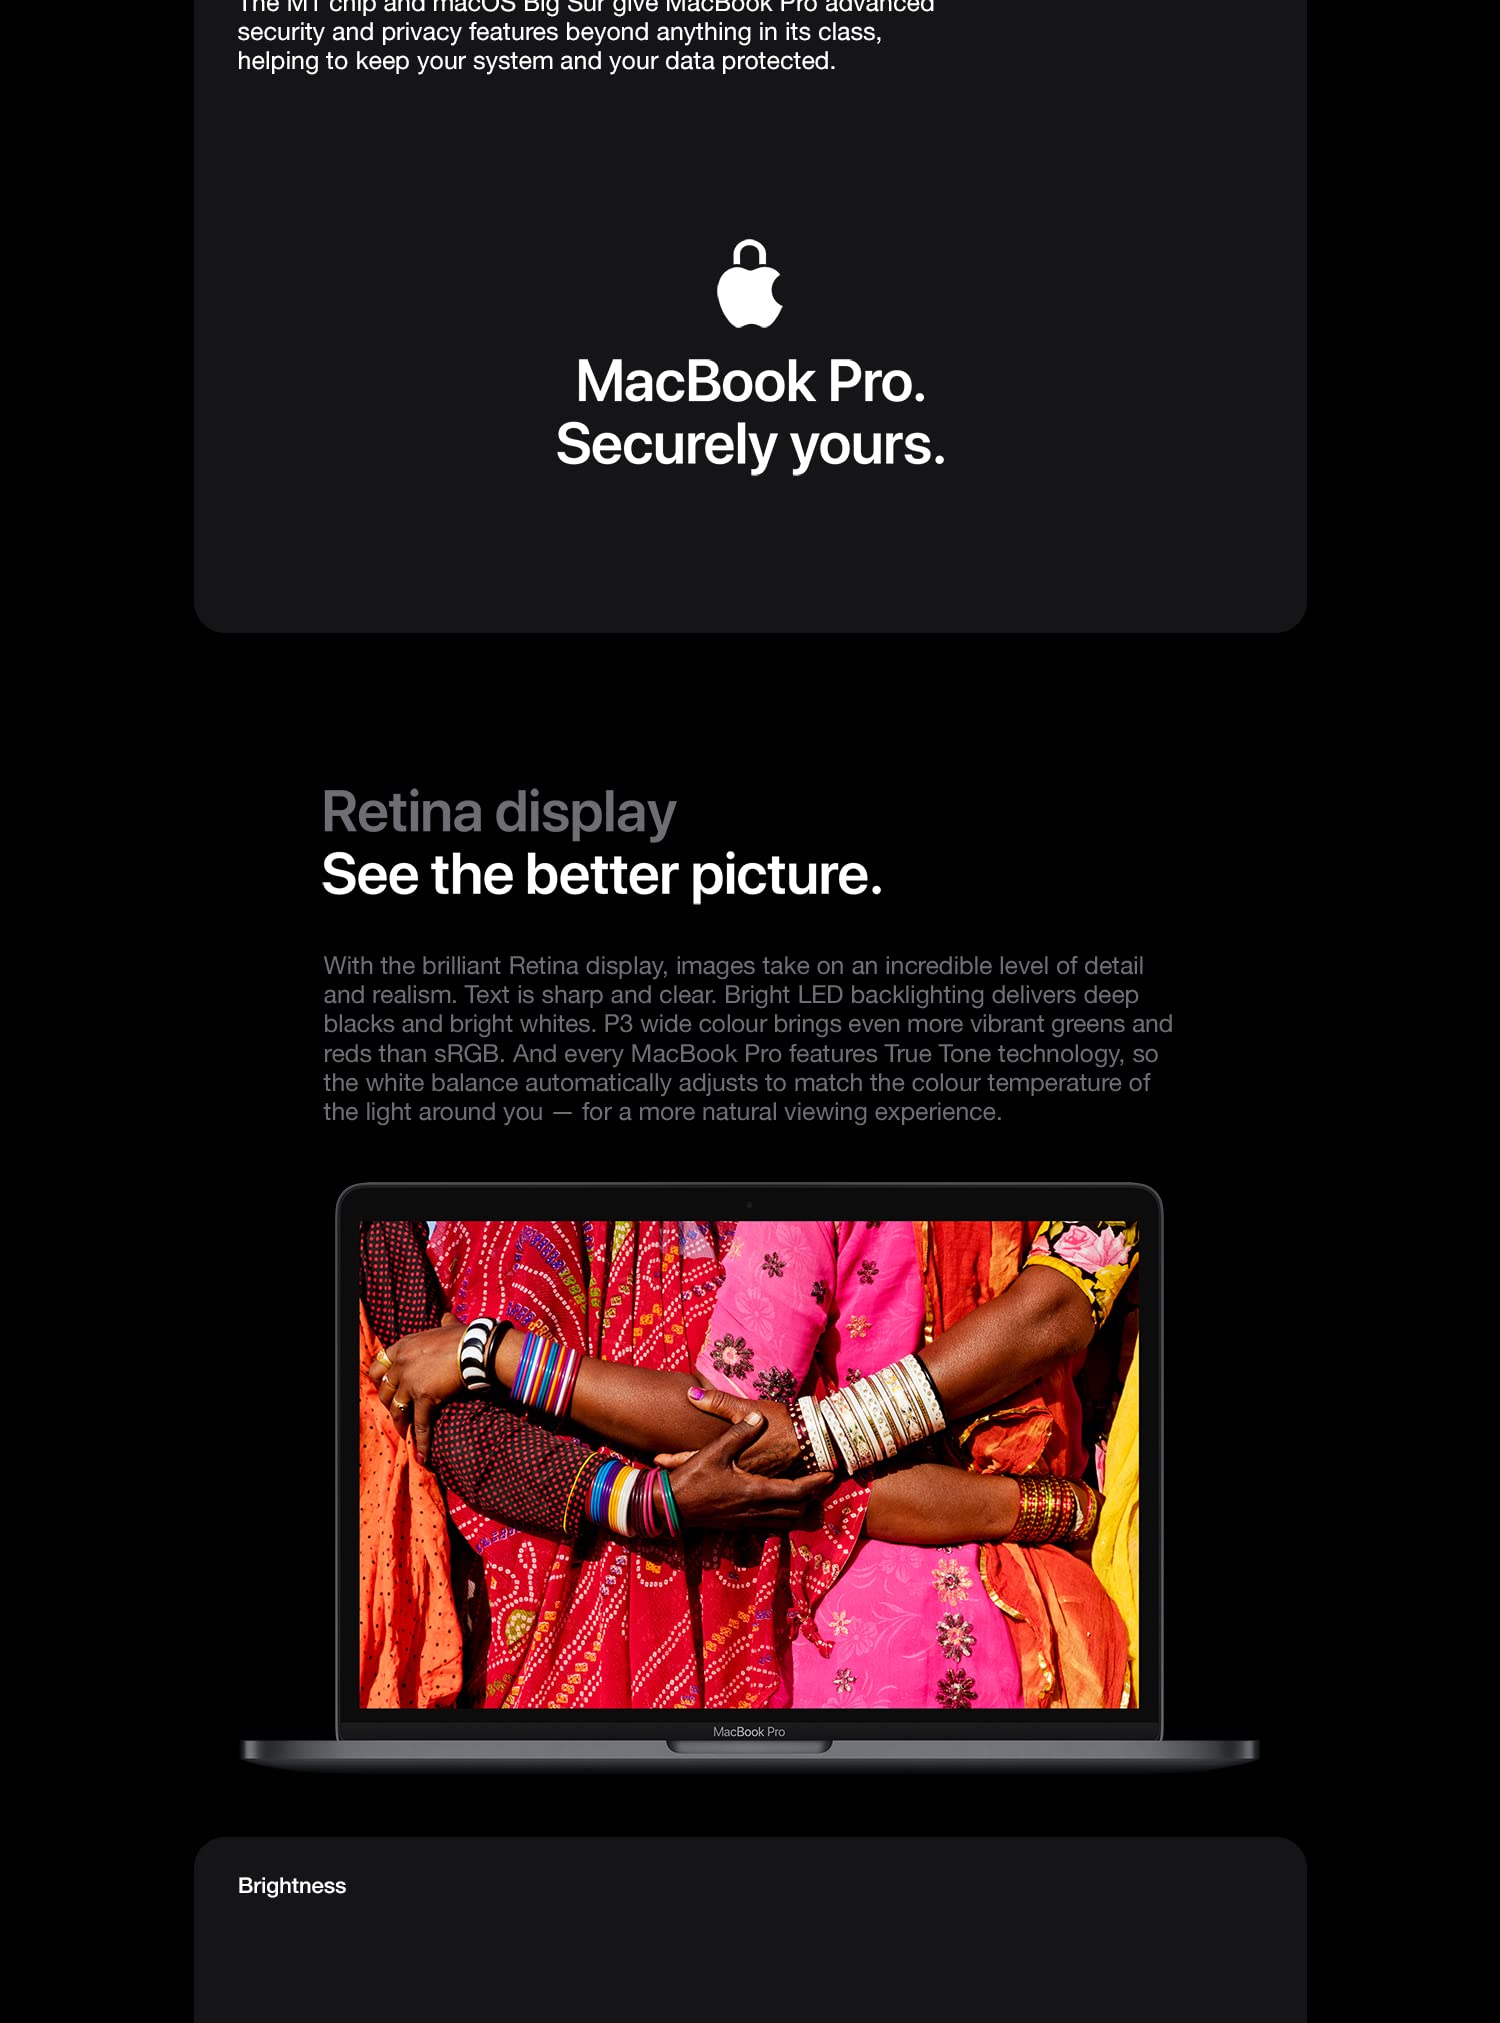 The M1 chip and macOS Big Sur give MacBook Pro advanced
security and privacy features beyond anything in its class,
helping to keep your system and your data protected.
MacBook Pro.
Securely yours.
Retina display
See the better picture.
With the brilliant Retina display, images take on an incredible level of detail
and realism. Text is sharp and clear. Bright LED backlighting delivers deep
blacks and bright whites. P3 wide colour brings even more vibrant greens and
reds than sRGB. And every MacBook Pro features True Tone technology, so
the white balance automatically adjusts to match the colour temperature of
the light around you — for a more natural viewing experience.
MacBook Pro
Brightness